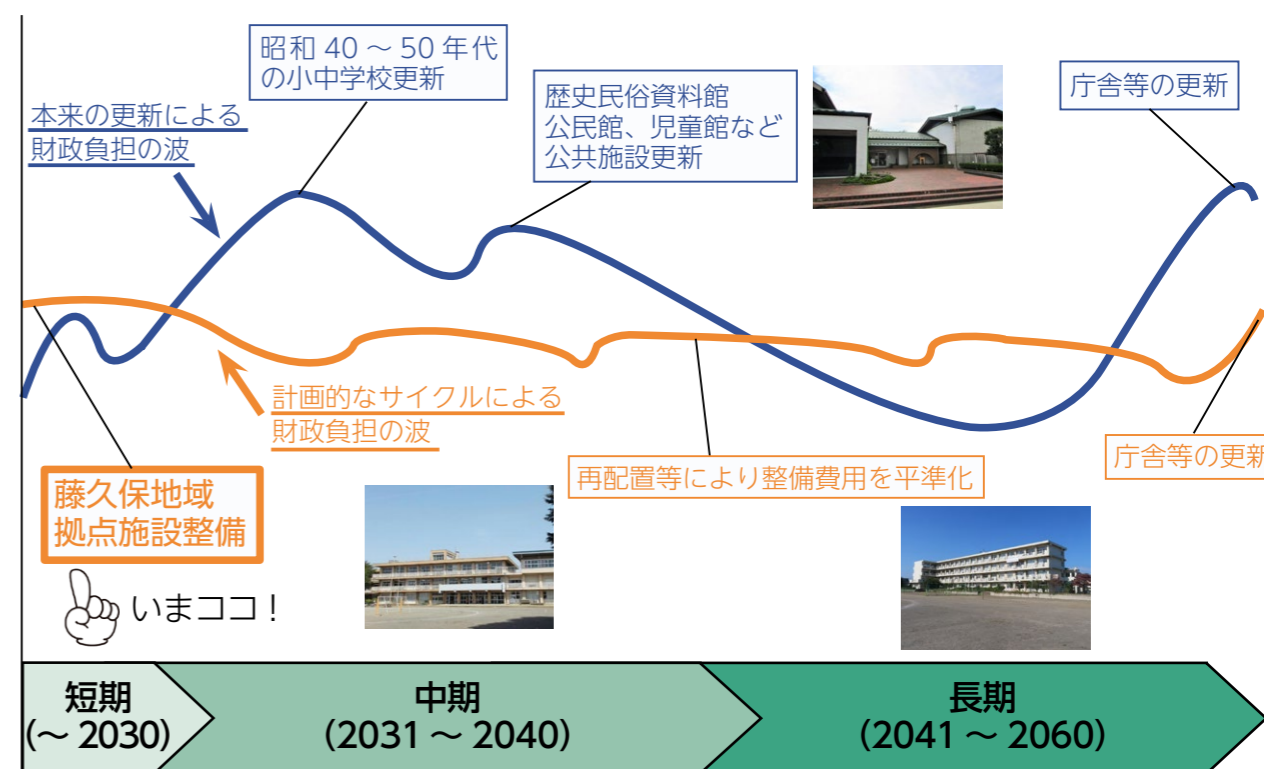 昭和 40 ～ 50 年代
の小中学校更新
本来の更新による
財政負担の波
歴史民俗資料館
公民館、児童館など
公共施設更新
庁舎等の更新
計画的なサイクルによる
財政負担の波
再配置等により整備費用を平準化
庁舎等の更新
藤久保地域
拠点施設整備
いまココ！
短期
(～ 2030)
中期
(2031 ～ 2040)
長期
(2041 ～ 2060)